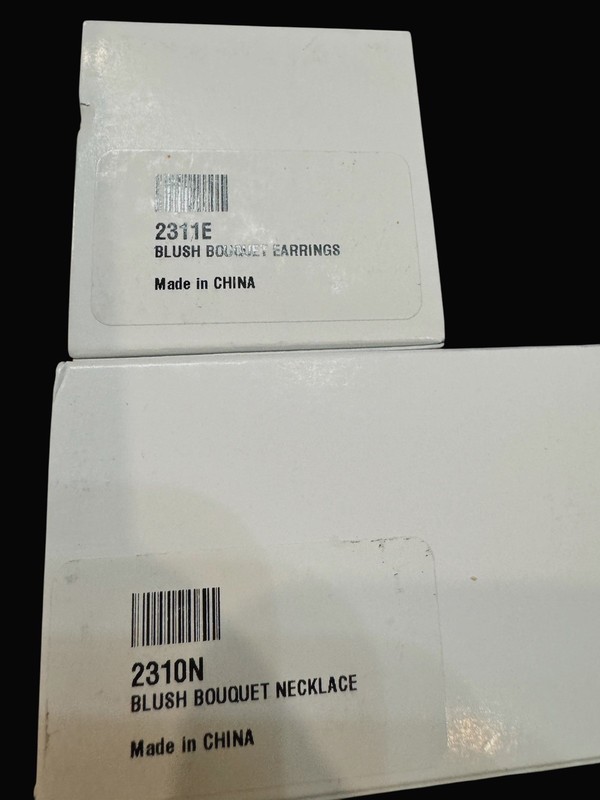 2311E
BLUSH BOUQUET EARRINGS
Made in CHINA
2310N
BLUSH BOUQUET NECKLACE
Made in CHINA